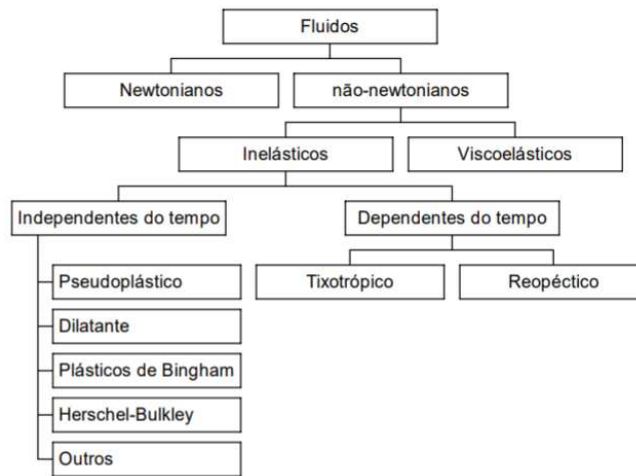 Fluidos
Newtonianos
não-newtonianos
Inelásticos
Viscoelásticos
Independentes do tempo
Dependentes do tempo
Pseudoplástico
Tixotrópico
Reopéctico
Dilatante
Plásticos de Bingham
Herschel-Bulkley
Outros